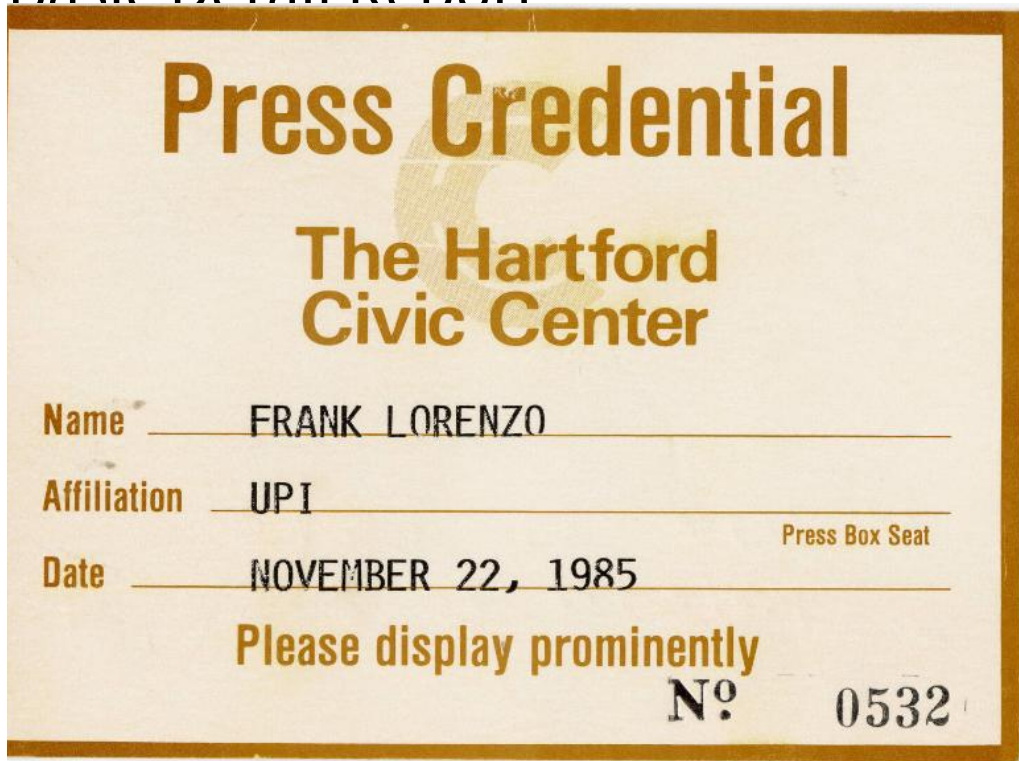 Press Credential
The Hartford
Civic Center
Name FRANK LORENZO
Affiliation UPI
Press Box Seat
Date NOVEMBER 22, 1985
Please display prominently
Nº 0532